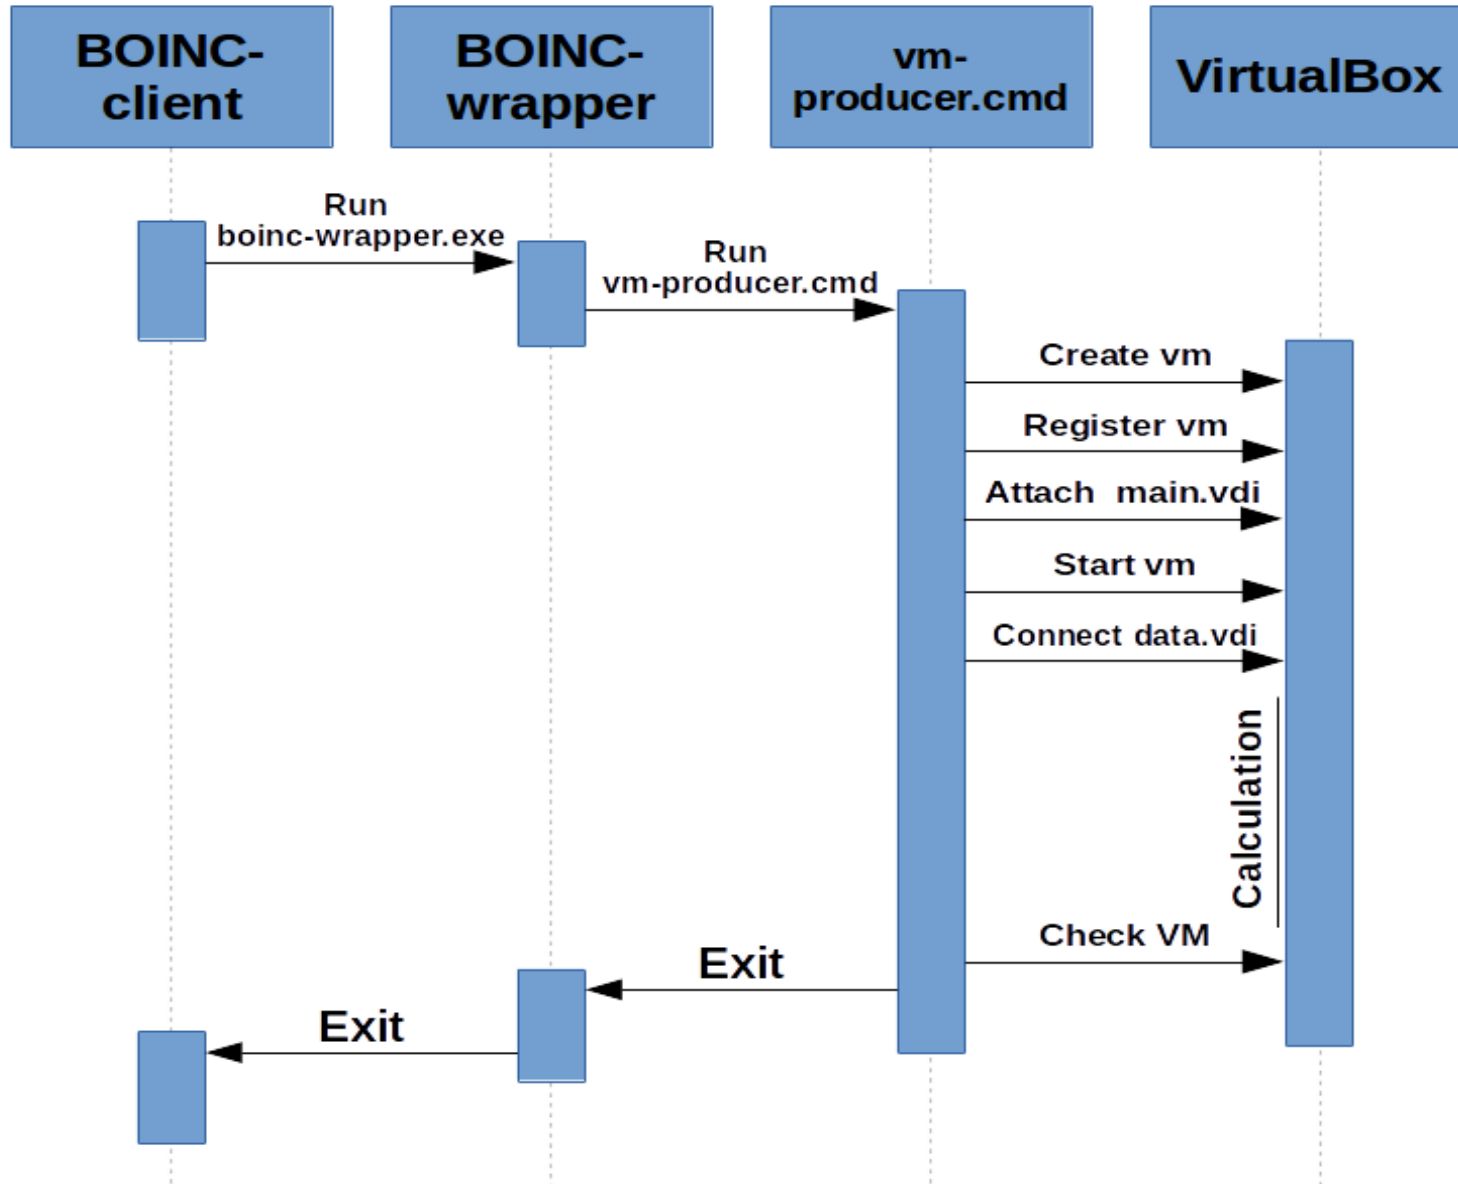 BOINC-
client
BOINC-
wrapper
vm-
producer.cmd
VirtualBox
Run
boinc-wrapper.exe
Run
vm-producer.cmd
Create vm
Register vm
Attach  main.vdi
Start vm
Connect data.vdi
Calculation
Check VM
Exit
Exit